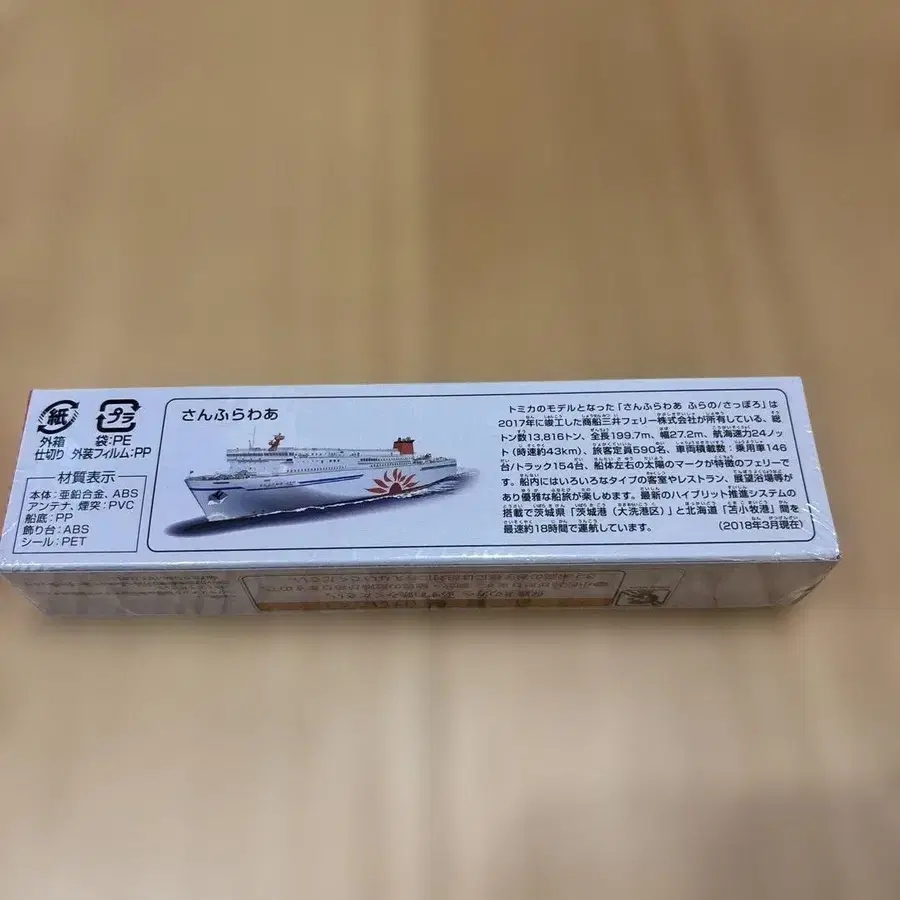 紙
外箱
仕切り
プラ
袋:PE
外装フィルム:PP
材質表示
本体:亜鉛合金、ABS
アンテナ、煙突:PVC
船底:PP
飾り台:ABS
シール:PET
さんふらわあ
トミカのモデルとなった「さんふらわあ ふらの/さっぽろ」は
2017年に竣工した商船三井フェリー株式会社が所有している、総
トン数13,816トン、全長199.7m、幅27.2m、航海速力24ノッ
ト(時速約43km)、旅客定員590名、車両積載数:乗用車146
台/トラック154台、船体左右の太陽のマークが特徴のフェリーで
す。船内にはいろいろなタイプの客室やレストラン、展望浴場等が
あり優雅な船旅が楽しめます。最新のハイブリット推進システムの
搭載で茨城県「茨城港(大洗港区)」と北海道「苫小牧港」間を
最速約18時間で運航しています。
(2018年3月現在)